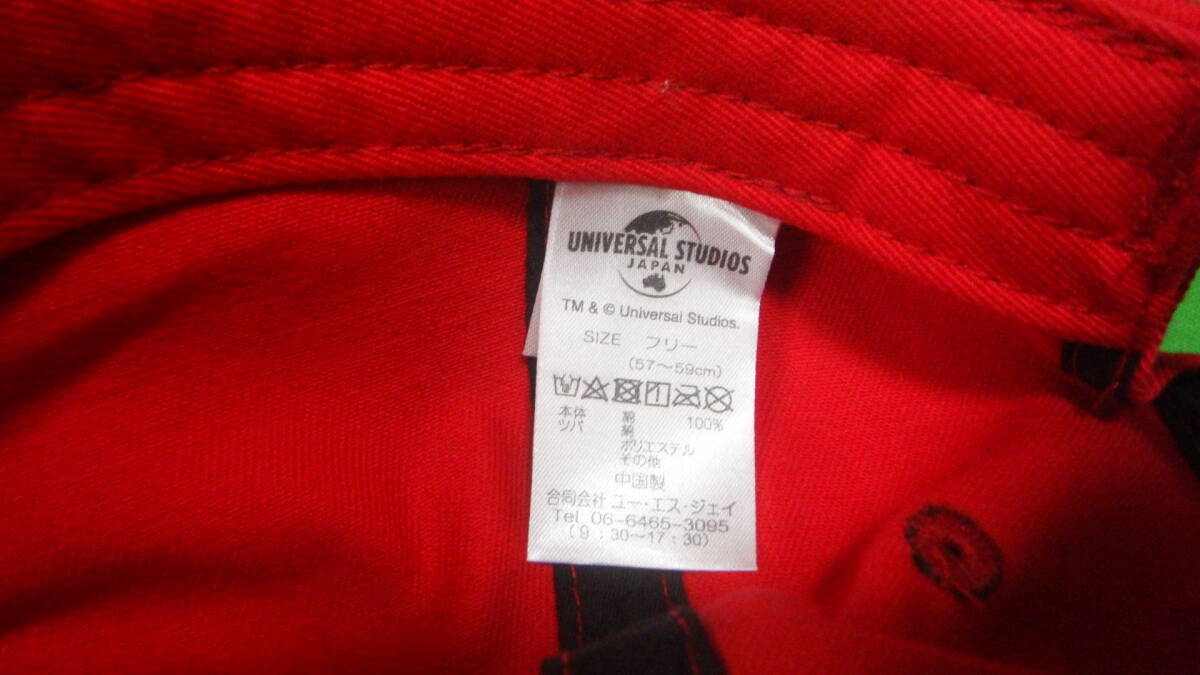 UNIVERSAL STUDIOS
JAPAN
TM & © Universal Studios.
SIZE フリー
(57～59cm)
本体 綿 100%
ツバ 綿
ポリエステル
その他
中国製
合同会社 ユー・エス・ジェイ
Tel 06-6465-3095
(9:30～17:30)